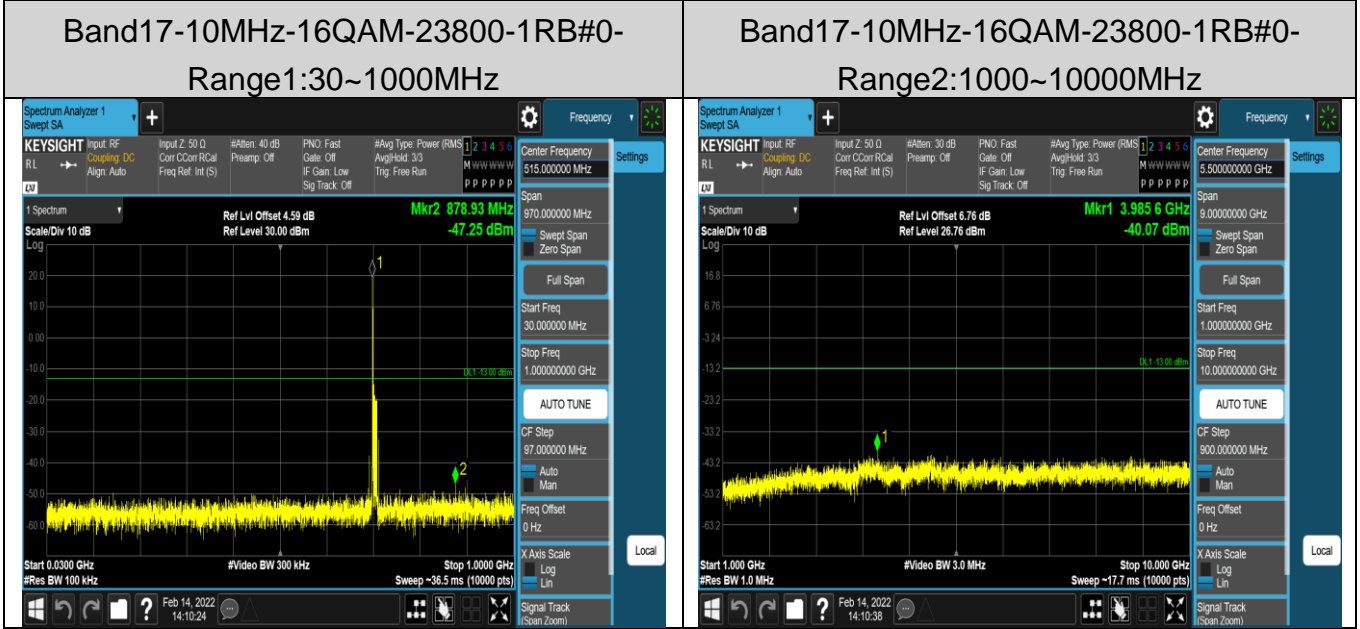 Band17-10MHz-16QAM-23800-1RB#0-
Range1:30~1000MHz
Spectrum Analyzer 1
Swept SA
+
Frequency
KEYSIGHT
RL
Input: RF
Coupling: DC
Align: Auto
Input Z: 50 Ω
Corr CCorr RCal
Freq Ref: Int (S)
#Atten: 40 dB
Preamp: Off
PNO: Fast
Gate: Off
IF Gain: Low
Sig Track: Off
#Avg Type: Power (RMS
Avg|Hold: 3/3
Trig: Free Run
1 2 3 4 5 6
M W W W W W
P P P P P P
LXI
Center Frequency
515.000000 MHz
Settings
Span
970.000000 MHz
Swept Span
Zero Span
Full Span
Start Freq
30.000000 MHz
Stop Freq
1.000000000 GHz
AUTO TUNE
CF Step
97.000000 MHz
Auto
Man
Freq Offset
0 Hz
X Axis Scale
Log
Lin
Signal Track
(Span Zoom)
Local
1 Spectrum
Scale/Div 10 dB
Log
Ref Lvl Offset 4.59 dB
Ref Level 30.00 dBm
Mkr2 878.93 MHz
-47.25 dBm
1
20.0
10.0
0.00
-10.0
DL1 -13.00 dBm
-20.0
-30.0
-40.0
2
-50.0
-60.0
Start 0.0300 GHz
#Res BW 100 kHz
#Video BW 300 kHz
Stop 1.0000 GHz
Sweep ~36.5 ms (10000 pts)
?
Feb 14, 2022
14:10:24
Band17-10MHz-16QAM-23800-1RB#0-
Range2:1000~10000MHz
Spectrum Analyzer 1
Swept SA
+
Frequency
KEYSIGHT
RL
Input: RF
Coupling: DC
Align: Auto
Input Z: 50 Ω
Corr CCorr RCal
Freq Ref: Int (S)
#Atten: 30 dB
Preamp: Off
PNO: Fast
Gate: Off
IF Gain: Low
Sig Track: Off
#Avg Type: Power (RMS
Avg|Hold: 3/3
Trig: Free Run
1 2 3 4 5 6
M W W W W W
P P P P P P
LXI
Center Frequency
5.500000000 GHz
Settings
Span
9.00000000 GHz
Swept Span
Zero Span
Full Span
Start Freq
1.000000000 GHz
Stop Freq
10.000000000 GHz
AUTO TUNE
CF Step
900.000000 MHz
Auto
Man
Freq Offset
0 Hz
X Axis Scale
Log
Lin
Signal Track
(Span Zoom)
Local
1 Spectrum
Scale/Div 10 dB
Log
Ref Lvl Offset 6.76 dB
Ref Level 26.76 dBm
Mkr1 3.985 6 GHz
-40.07 dBm
16.8
6.76
-3.24
DL1 -13.00 dBm
-13.2
-23.2
-33.2
1
-43.2
-53.2
-63.2
Start 1.000 GHz
#Res BW 1.0 MHz
#Video BW 3.0 MHz
Stop 10.000 GHz
Sweep ~17.7 ms (10000 pts)
?
Feb 14, 2022
14:10:38